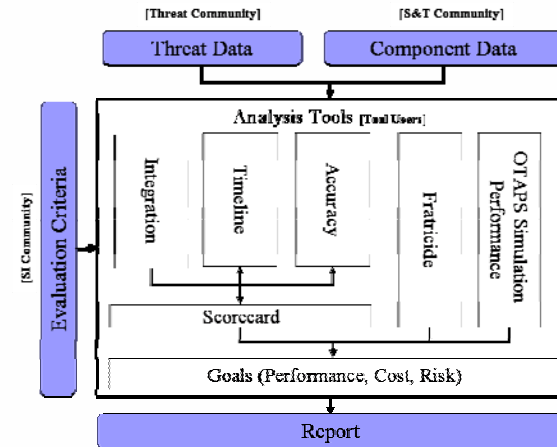 [Threat Community]
[S&T Community]
Threat Data
Component Data
Analysis Tools [Tool Users]
[SI Community]
Evaluation Criteria
Integration
Timeline
Accuracy
Fratricide
OTAPS Simulation
Performance
Scorecard
Goals (Performance, Cost, Risk)
Report